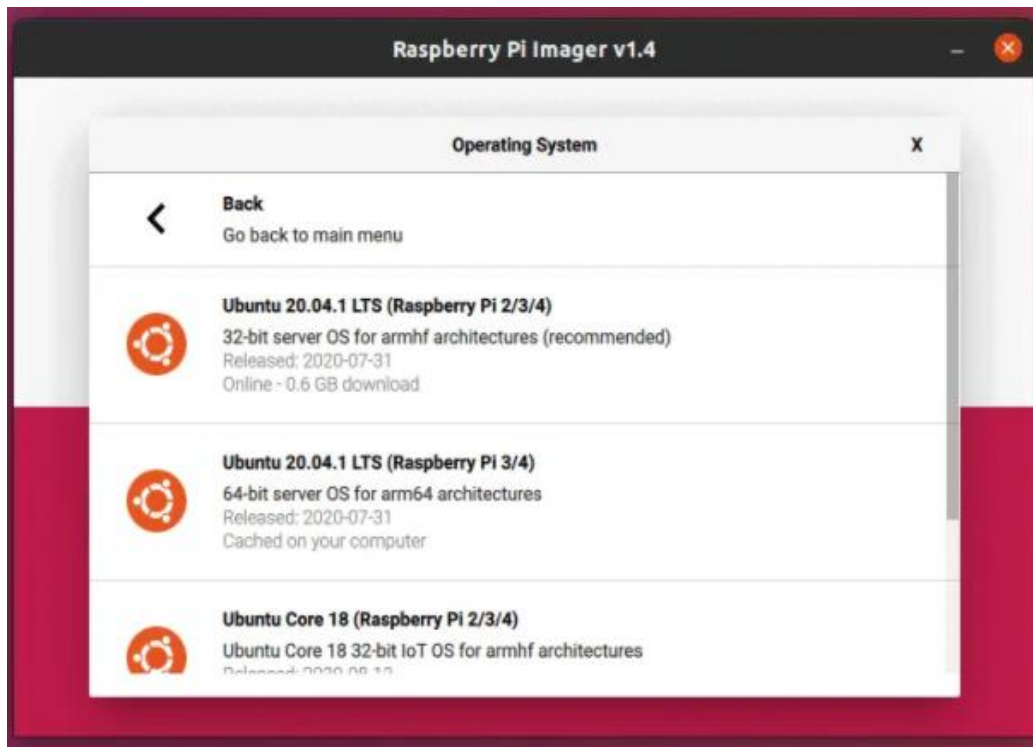 Raspberry Pi Imager v1.4
Operating System X
Back
Go back to main menu
Ubuntu 20.04.1 LTS (Raspberry Pi 2/3/4)
32-bit server OS for armhf architectures (recommended)
Released: 2020-07-31
Online - 0.6 GB download
Ubuntu 20.04.1 LTS (Raspberry Pi 3/4)
64-bit server OS for arm64 architectures
Released: 2020-07-31
Cached on your computer
Ubuntu Core 18 (Raspberry Pi 2/3/4)
Ubuntu Core 18 32-bit IoT OS for armhf architectures
Released: